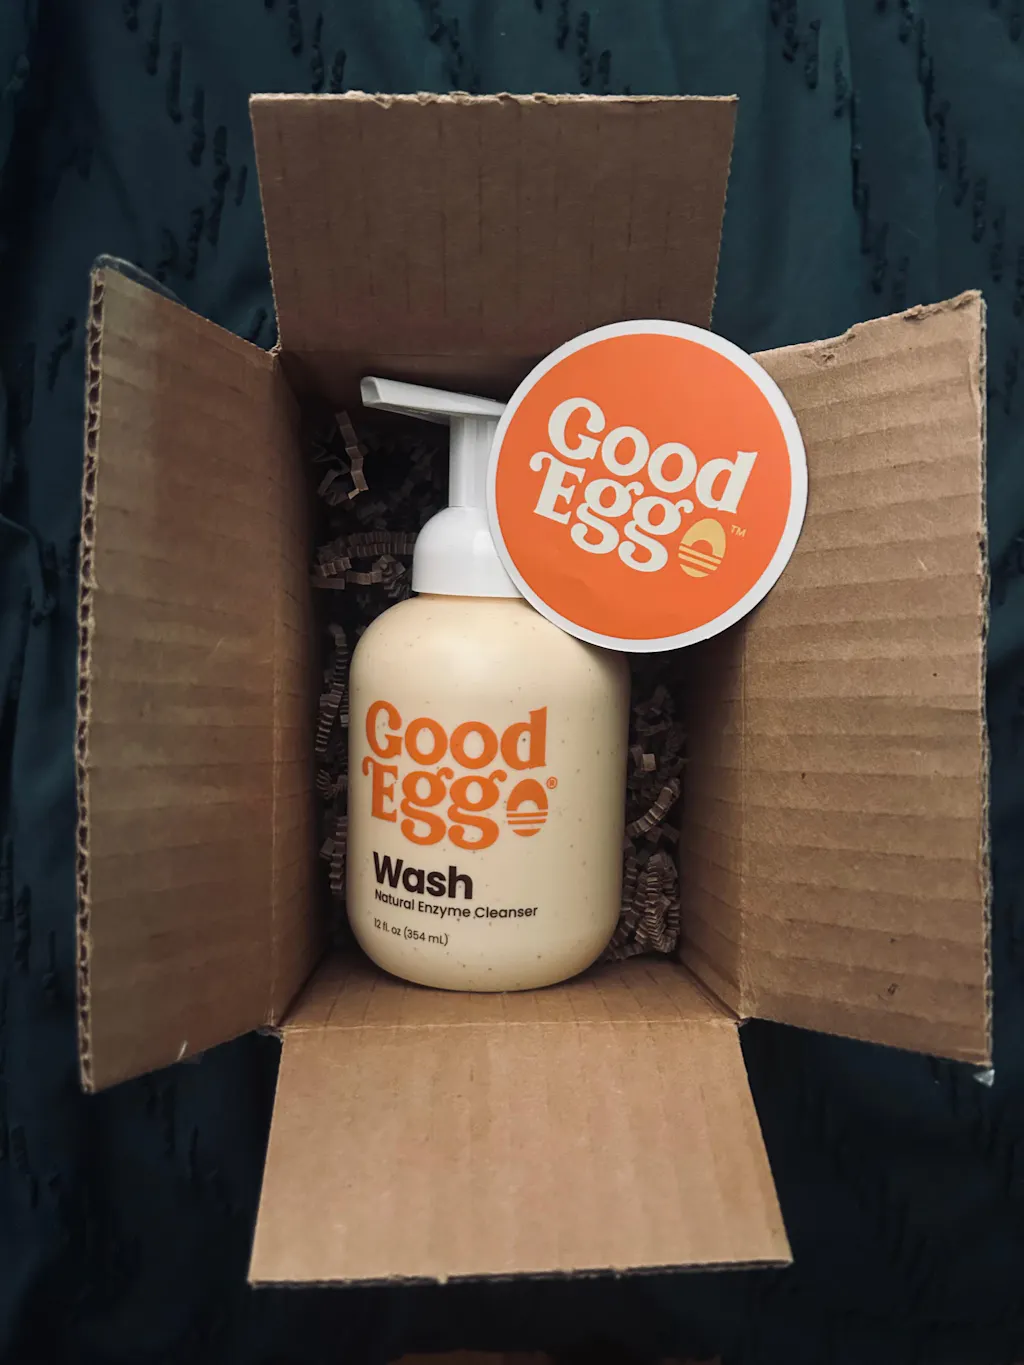 Good
Egg
TM
Good
Egg
®
Wash
Natural Enzyme Cleanser
12 fl. oz (354 mL)